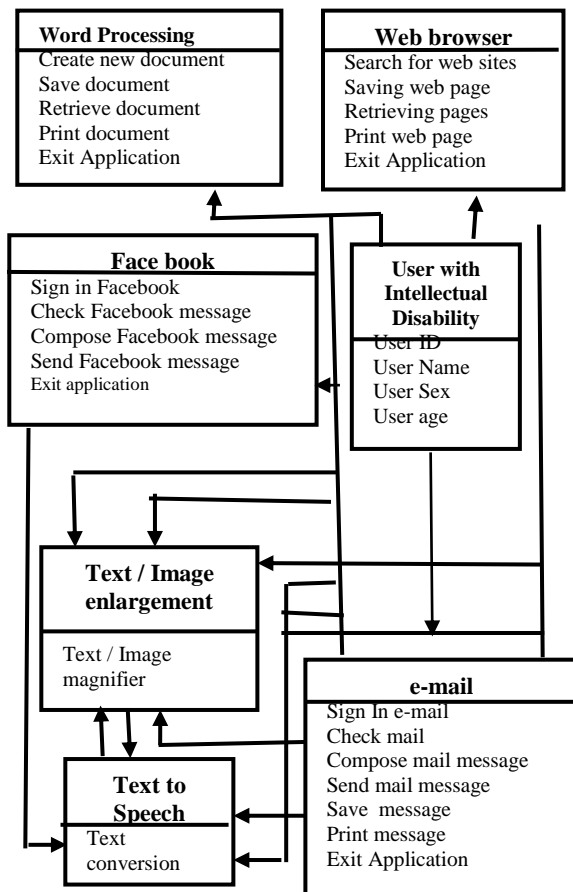 Word Processing
Create new document
Save document
Retrieve document
Print document
Exit Application
Web browser
Search for web sites
Saving web page
Retrieving pages
Print web page
Exit Application
Face book
Sign in Facebook
Check Facebook message
Compose Facebook message
Send Facebook message
Exit application
User with
Intellectual
Disability
User ID
User Name
User Sex
User age
Text / Image
enlargement
Text / Image
magnifier
e-mail
Sign In e-mail
Check mail
Compose mail message
Send mail message
Save message
Print message
Exit Application
Text to
Speech
Text
conversion